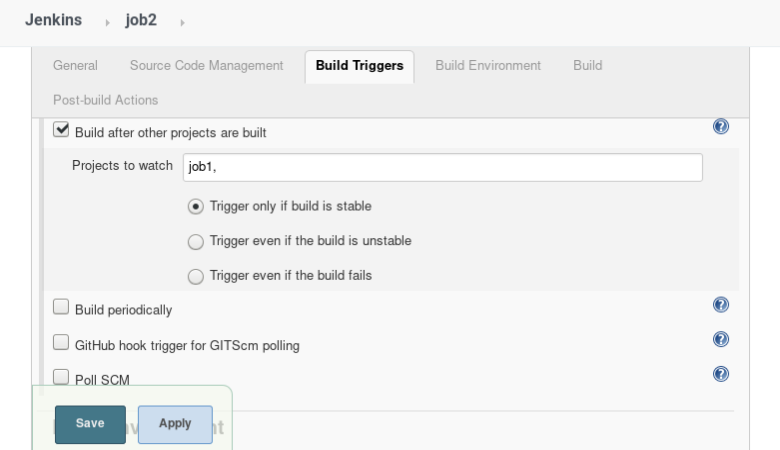 Jenkins › job2 ›
General Source Code Management Build Triggers Build Environment Build
Post-build Actions
Build after other projects are built
Projects to watch job1,
Trigger only if build is stable
Trigger even if the build is unstable
Trigger even if the build fails
Build periodically
GitHub hook trigger for GITScm polling
Poll SCM
Save Apply